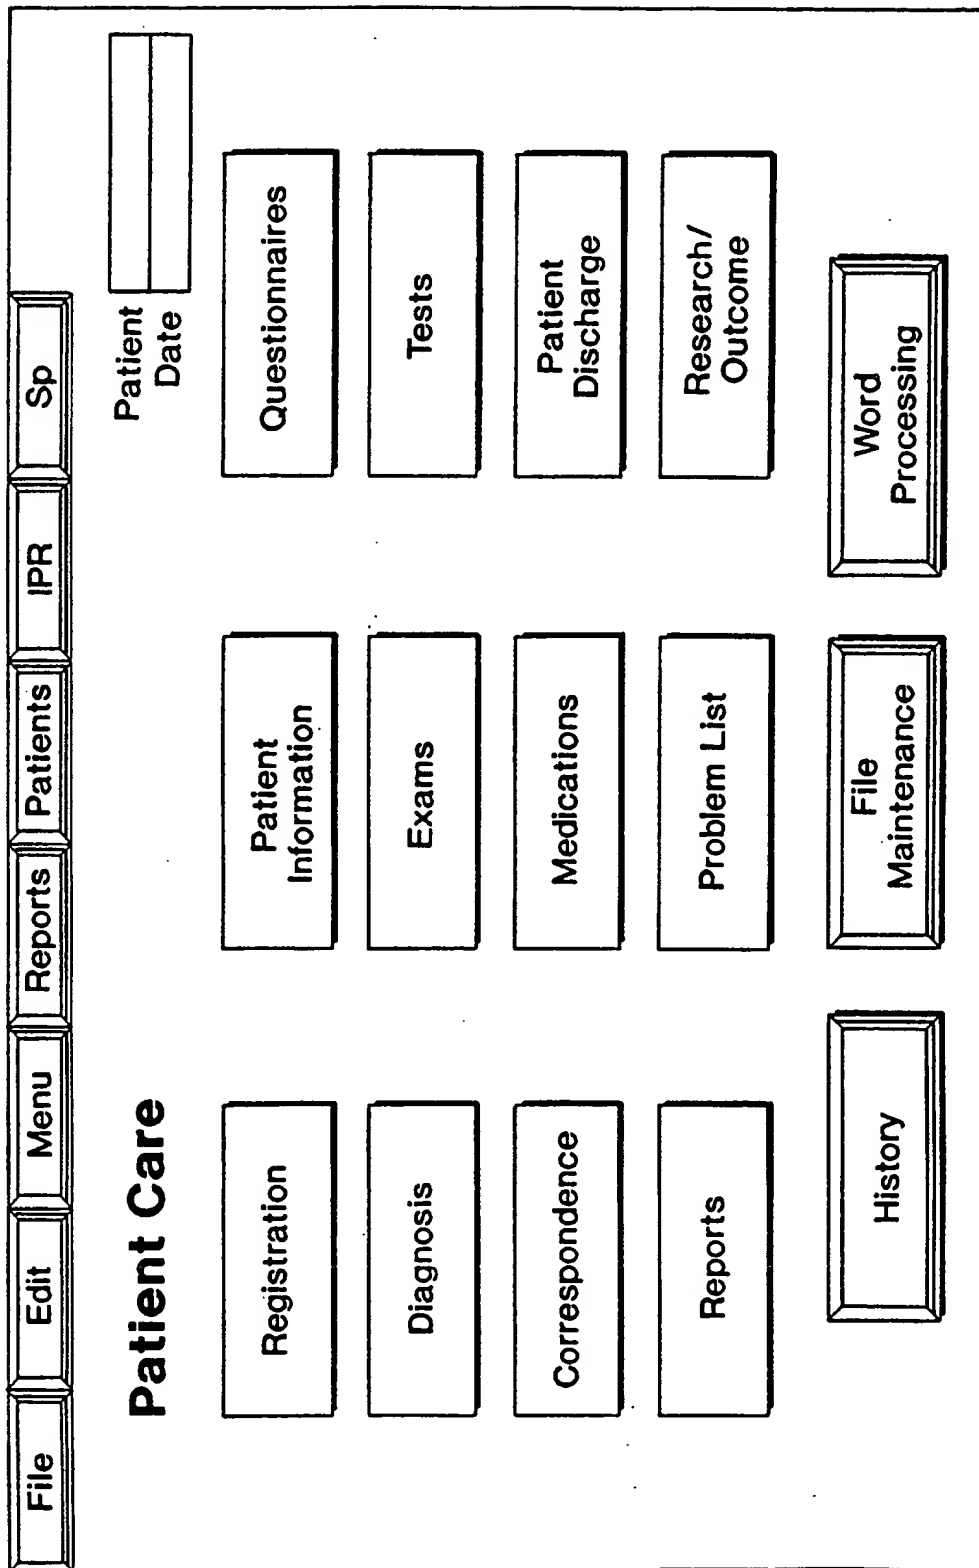 File Edit Menu Reports Patients IPR Sp
Patient Care
Patient
Date
Registration
Patient
Information
Questionnaires
Diagnosis
Exams
Tests
Correspondence
Medications
Patient
Discharge
Reports
Problem List
Research/
Outcome
History
File
Maintenance
Word
Processing